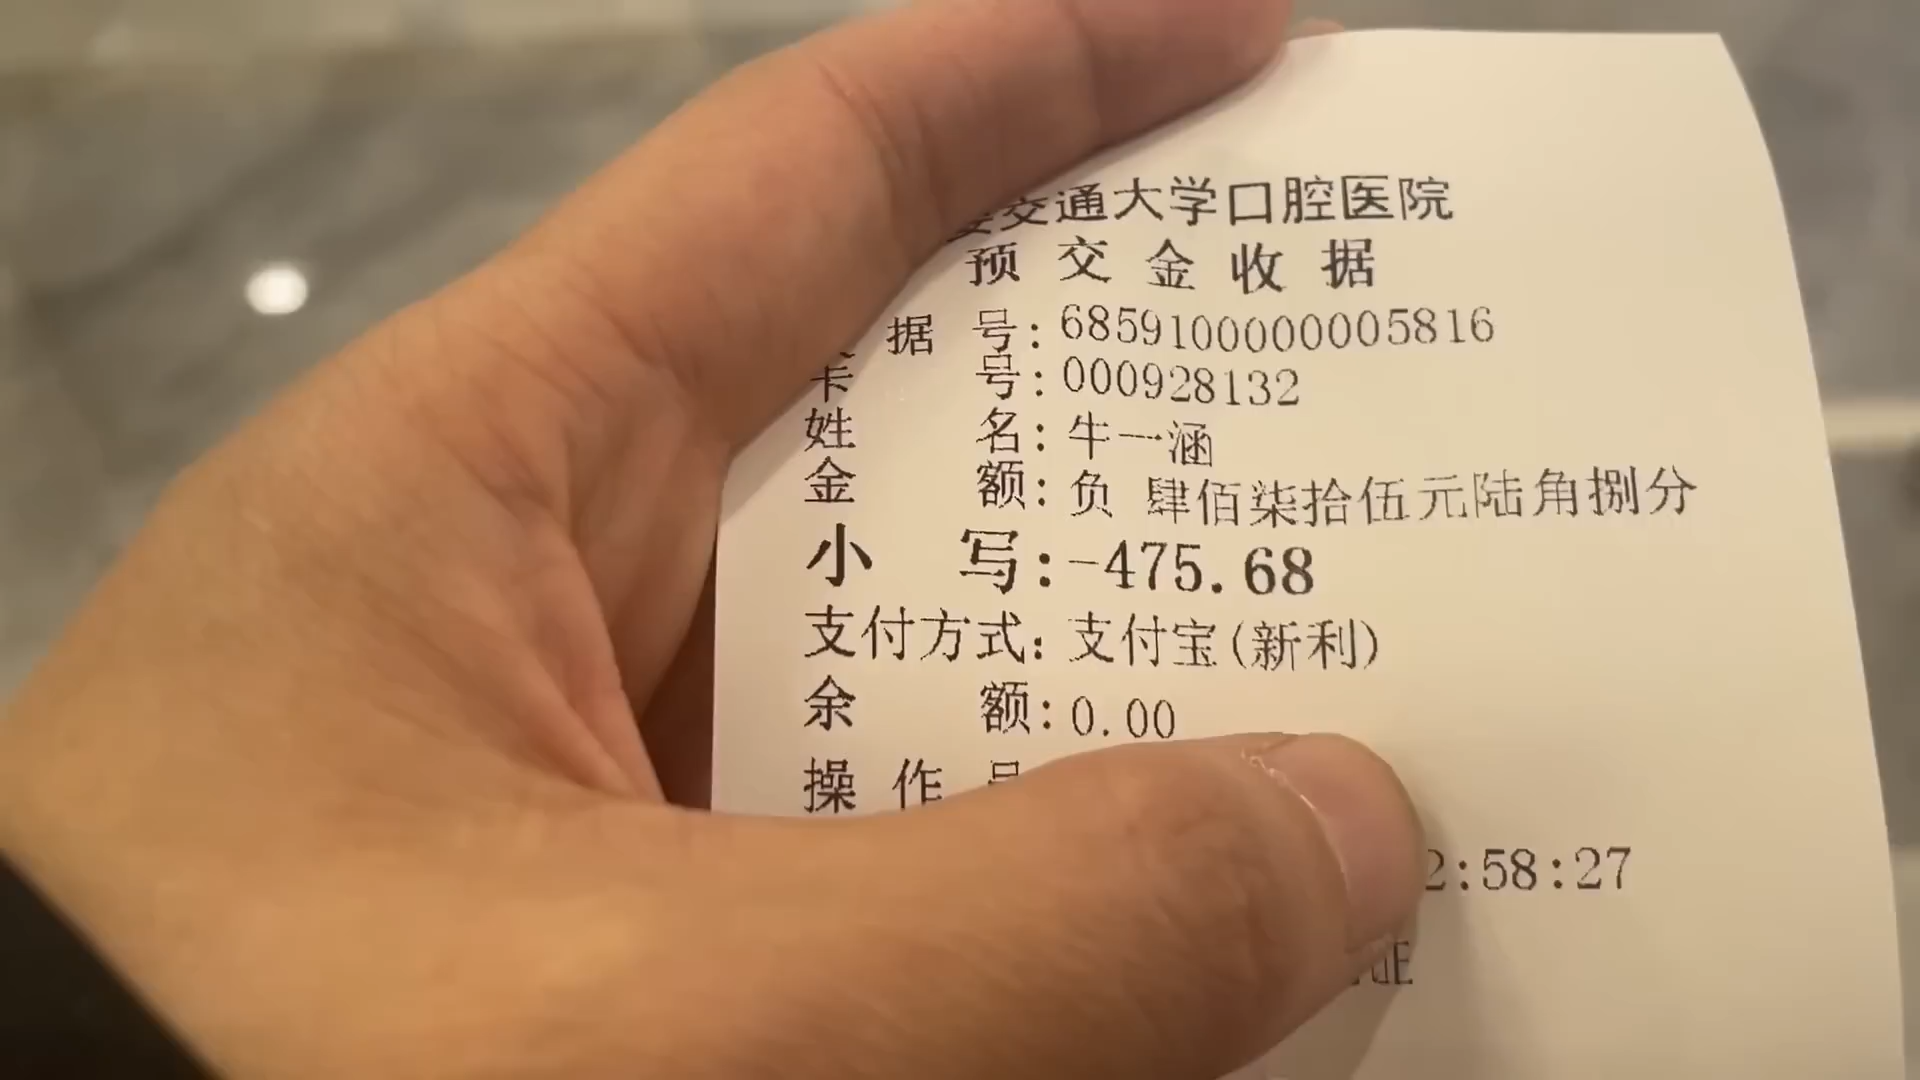 交通大学口腔医院
预交金收据
据号:6859100000005816
卡号:000928132
姓名:牛一涵
金额:负 肆佰柒拾伍元陆角捌分
小写:-475.68
支付方式:支付宝(新利)
余额:0.00
操作
2:58:27
证